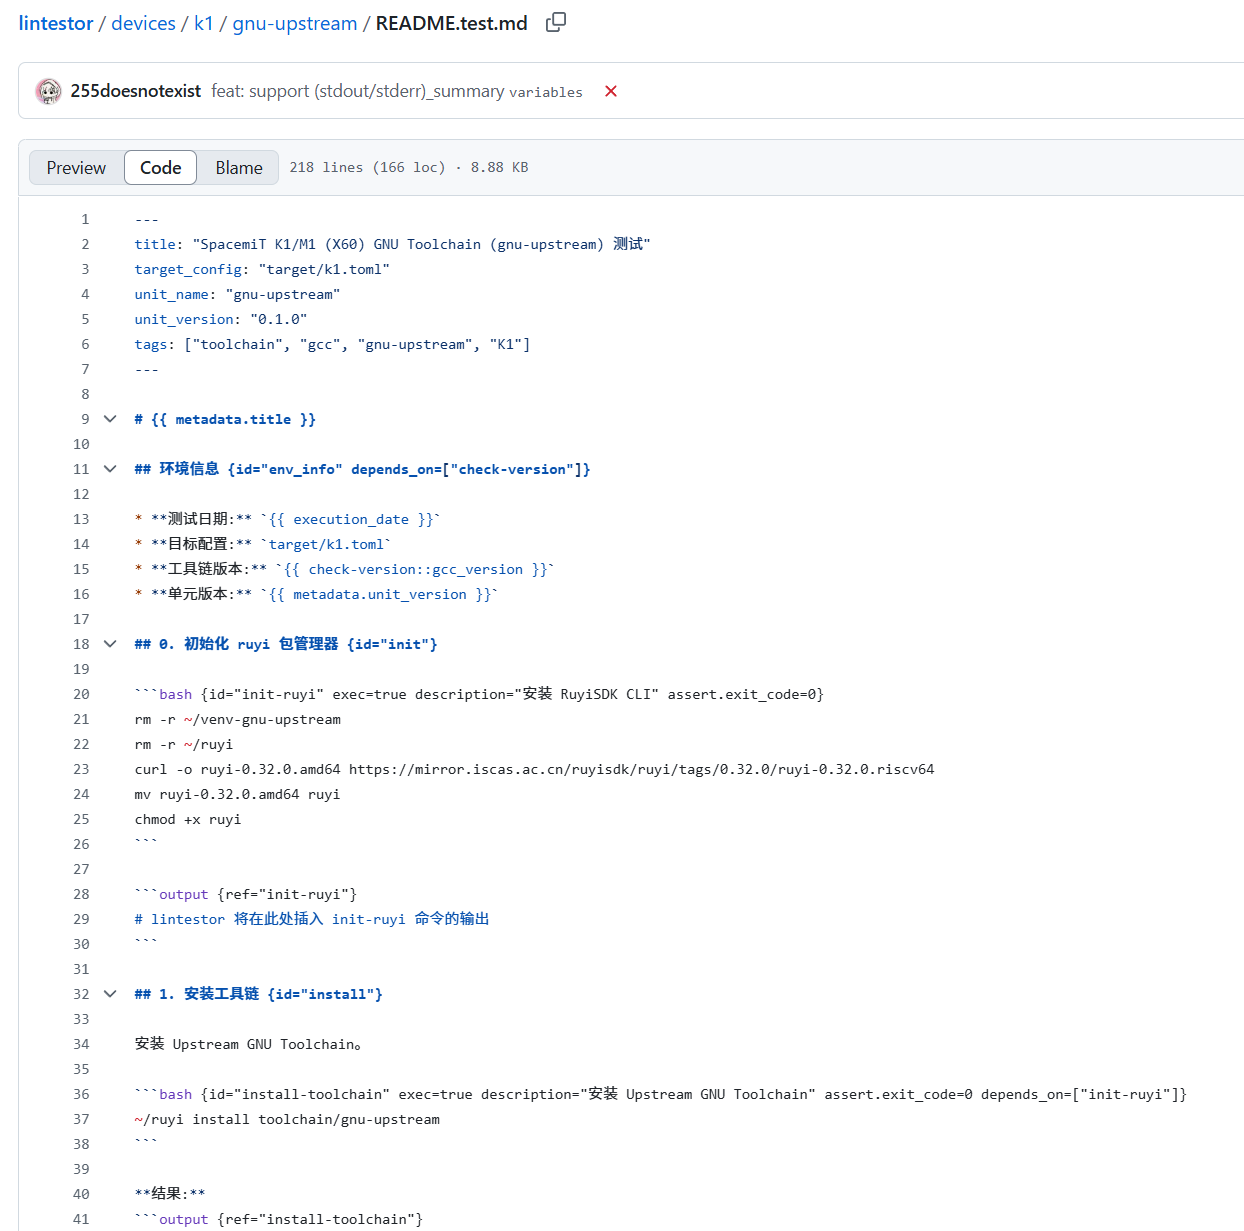 lintestor / devices / k1 / gnu-upstream / README.test.md
255doesnotexist feat: support (stdout/stderr)_summary variables
Preview Code Blame 218 lines (166 loc) · 8.88 KB
1 ---
2 title: "SpacemiT K1/M1 (X60) GNU Toolchain (gnu-upstream) 测试"
3 target_config: "target/k1.toml"
4 unit_name: "gnu-upstream"
5 unit_version: "0.1.0"
6 tags: ["toolchain", "gcc", "gnu-upstream", "K1"]
7 ---
8
9 # {{ metadata.title }}
10
11 ## 环境信息 {id="env_info" depends_on=["check-version"]}
12
13 * **测试日期:** `{{ execution_date }}`
14 * **目标配置:** `target/k1.toml`
15 * **工具链版本:** `{{ check-version::gcc_version }}`
16 * **单元版本:** `{{ metadata.unit_version }}`
17
18 ## 0. 初始化 ruyi 包管理器 {id="init"}
19
20 ```bash {id="init-ruyi" exec=true description="安装 RuyiSDK CLI" assert.exit_code=0}
21 rm -r ~/venv-gnu-upstream
22 rm -r ~/ruyi
23 curl -o ruyi-0.32.0.amd64 https://mirror.iscas.ac.cn/ruyisdk/ruyi/tags/0.32.0/ruyi-0.32.0.riscv64
24 mv ruyi-0.32.0.amd64 ruyi
25 chmod +x ruyi
26 ```
27
28 ```output {ref="init-ruyi"}
29 # lintestor 将在此处插入 init-ruyi 命令的输出
30 ```
31
32 ## 1. 安装工具链 {id="install"}
33
34 安装 Upstream GNU Toolchain。
35
36 ```bash {id="install-toolchain" exec=true description="安装 Upstream GNU Toolchain" assert.exit_code=0 depends_on=["init-ruyi"]}
37 ~/ruyi install toolchain/gnu-upstream
38 ```
39
40 **结果:**
41 ```output {ref="install-toolchain"}